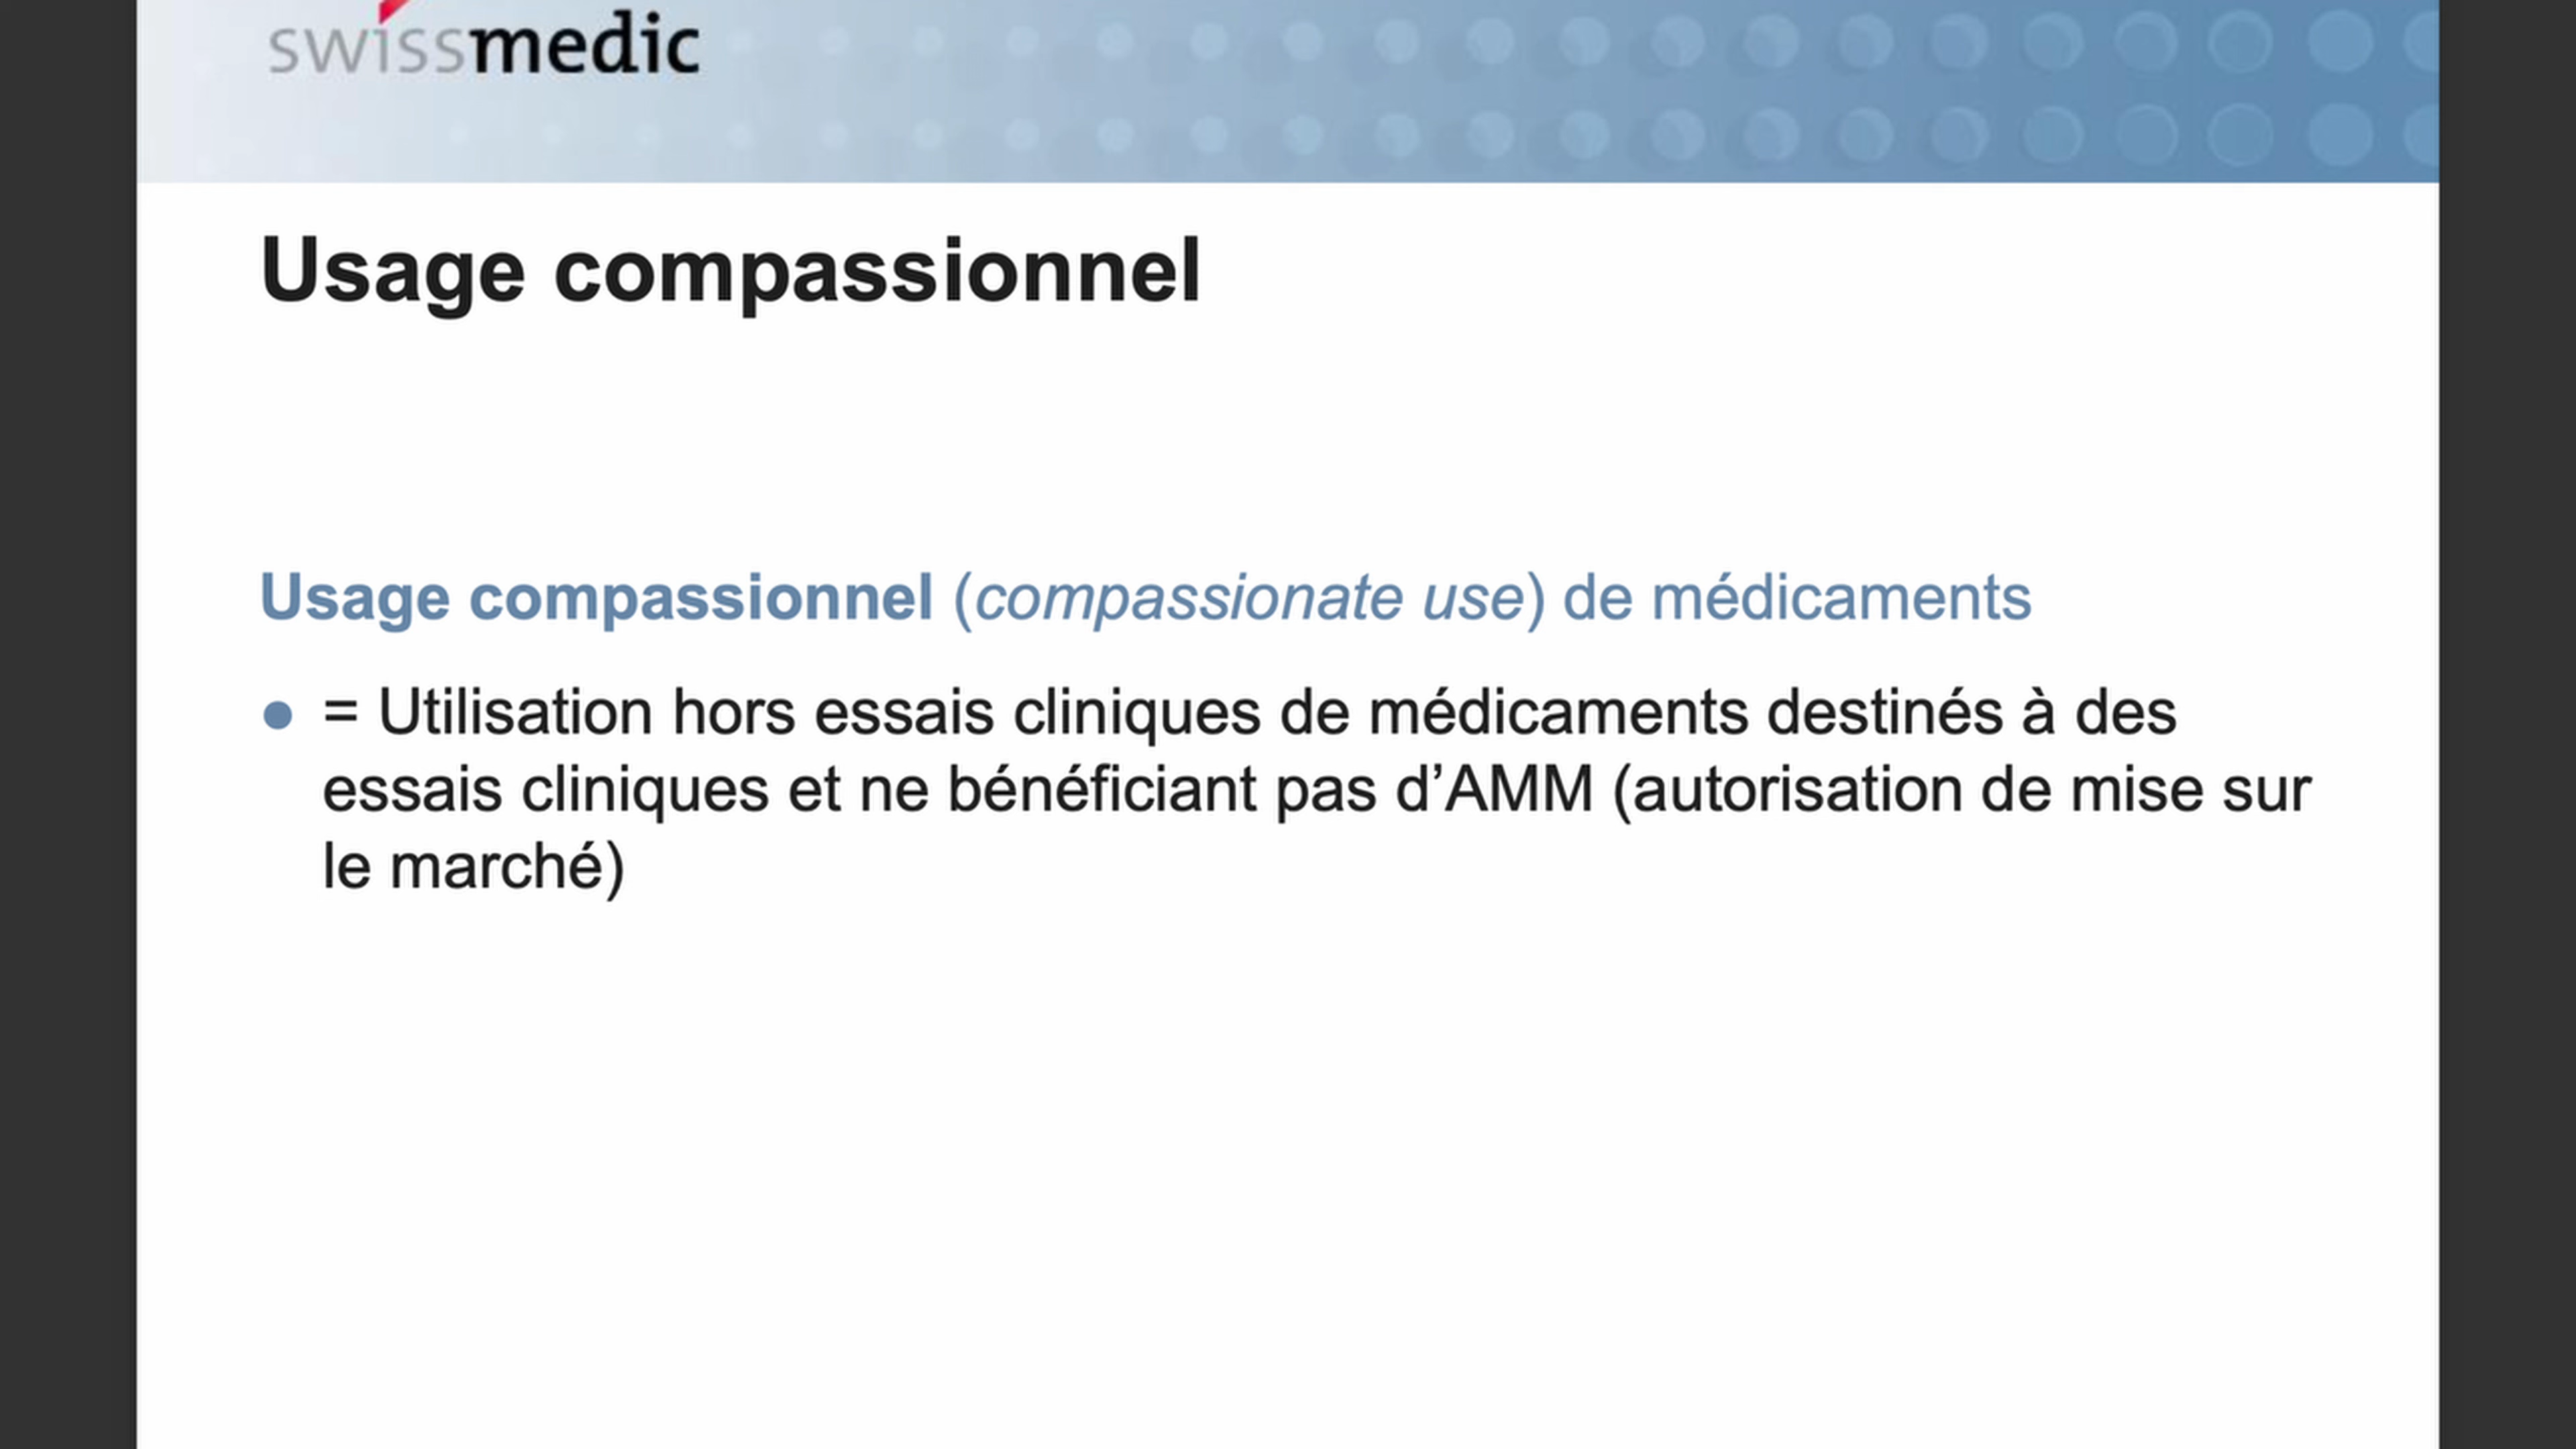 swissmedic
Usage compassionnel
Usage compassionnel (compassionate use) de médicaments
= Utilisation hors essais cliniques de médicaments destinés à des
essais cliniques et ne bénéficiant pas d’AMM (autorisation de mise sur
le marché)